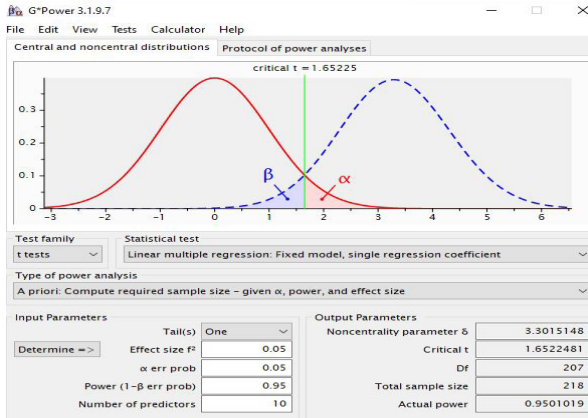 G*Power 3.1.9.7
File Edit View Tests Calculator Help
Central and noncentral distributions Protocol of power analyses
critical t = 1.65225
0.3
0.2
0.1
0
β α
-3 -2 -1 0 1 2 3 4 5 6
Test family Statistical test
t tests Linear multiple regression: Fixed model, single regression coefficient
Type of power analysis
A priori: Compute required sample size - given α, power, and effect size
Input Parameters Output Parameters
Tail(s) One Noncentrality parameter δ 3.3015148
Determine => Effect size f² 0.05 Critical t 1.6522481
α err prob 0.05 Df 207
Power (1-β err prob) 0.95 Total sample size 218
Number of predictors 10 Actual power 0.9501019